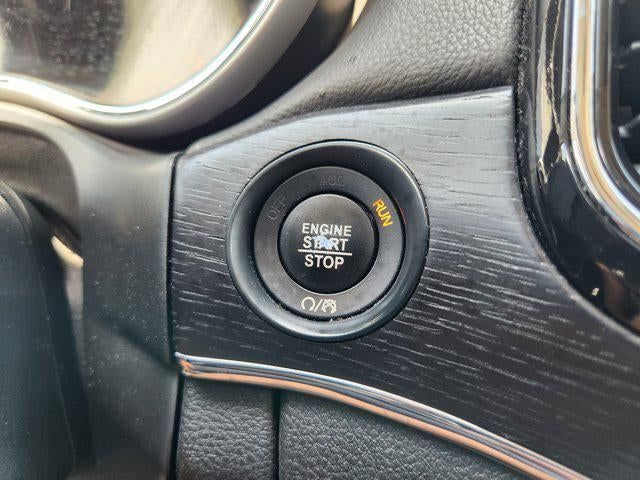 OFF
ACC
RUN
ENGINE
START
STOP